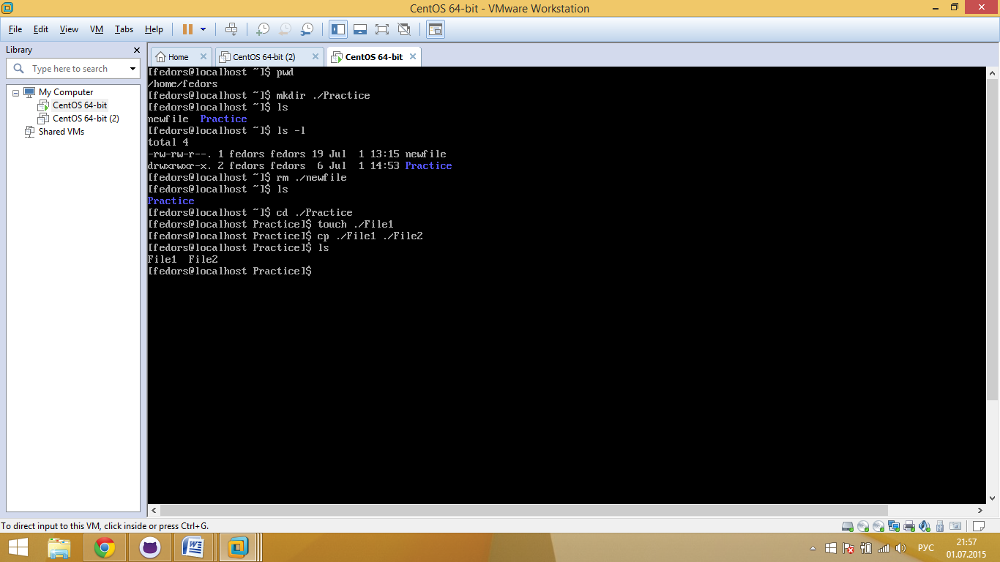 CentOS 64-bit - VMware Workstation
File Edit View VM Tabs Help
Library
Type here to search
My Computer
CentOS 64-bit
CentOS 64-bit (2)
Shared VMs
Home CentOS 64-bit (2) CentOS 64-bit
[fedors@localhost ~]$ pwd
/home/fedors
[fedors@localhost ~]$ mkdir ./Practice
[fedors@localhost ~]$ ls
newfile  Practice
[fedors@localhost ~]$ ls -l
total 4
-rw-rw-r--. 1 fedors fedors 19 Jul  1 13:15 newfile
drwxrwxr-x. 2 fedors fedors  6 Jul  1 14:53 Practice
[fedors@localhost ~]$ rm ./newfile
[fedors@localhost ~]$ ls
Practice
[fedors@localhost ~]$ cd ./Practice
[fedors@localhost Practice]$ touch ./File1
[fedors@localhost Practice]$ cp ./File1 ./File2
[fedors@localhost Practice]$ ls
File1  File2
[fedors@localhost Practice]$
To direct input to this VM, click inside or press Ctrl+G.
РУС
21:57
01.07.2015